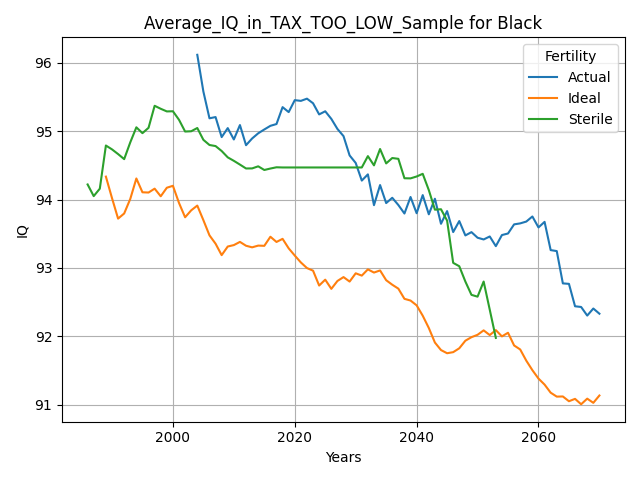 Average_IQ_in_TAX_TOO_LOW_Sample for Black
Fertility
Actual
Ideal
Sterile
IQ
96
95
94
93
92
91
2000
2020
2040
2060
Years